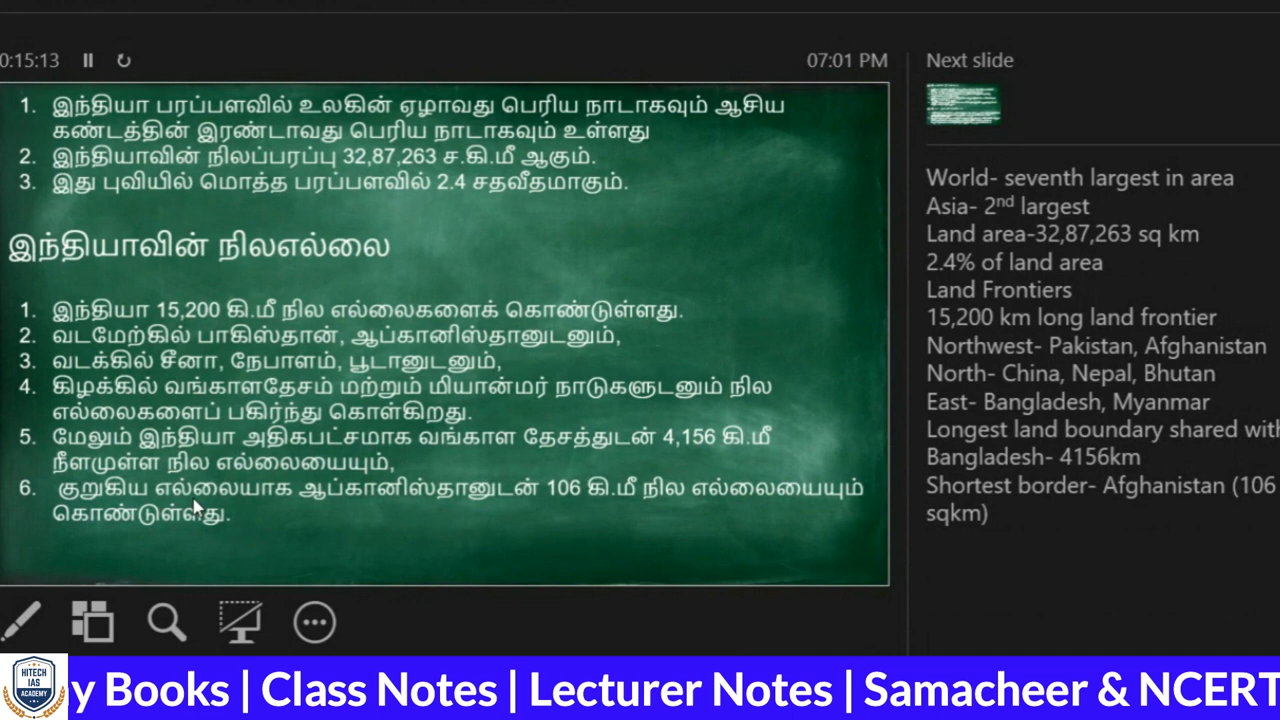 0:15:13
07:01 PM
1. இந்தியா பரப்பளவில் உலகின் ஏழாவது பெரிய நாடாகவும் ஆசிய
கண்டத்தின் இரண்டாவது பெரிய நாடாகவும் உள்ளது
2. இந்தியாவின் நிலப்பரப்பு 32,87,263 ச.கி.மீ ஆகும்.
3. இது புவியில் மொத்த பரப்பளவில் 2.4 சதவீதமாகும்.
இந்தியாவின் நிலஎல்லை
1. இந்தியா 15,200 கி.மீ நில எல்லைகளைக் கொண்டுள்ளது.
2. வடமேற்கில் பாகிஸ்தான், ஆப்கானிஸ்தானுடனும்,
3. வடக்கில் சீனா, நேபாளம், பூடானுடனும்,
4. கிழக்கில் வங்காளதேசம் மற்றும் மியான்மர் நாடுகளுடனும் நில
எல்லைகளைப் பகிர்ந்து கொள்கிறது.
5. மேலும் இந்தியா அதிகபட்சமாக வங்காள தேசத்துடன் 4,156 கி.மீ
நீளமுள்ள நில எல்லையையும்,
6. குறுகிய எல்லையாக ஆப்கானிஸ்தானுடன் 106 கி.மீ நில எல்லையையும்
கொண்டுள்ளது.
Next slide
World- seventh largest in area
Asia- 2nd largest
Land area-32,87,263 sq km
2.4% of land area
Land Frontiers
15,200 km long land frontier
Northwest- Pakistan, Afghanistan
North- China, Nepal, Bhutan
East- Bangladesh, Myanmar
Longest land boundary shared with
Bangladesh- 4156km
Shortest border- Afghanistan (106
sqkm)
HITECH
IAS
ACADEMY
y Books | Class Notes | Lecturer Notes | Samacheer & NCERT